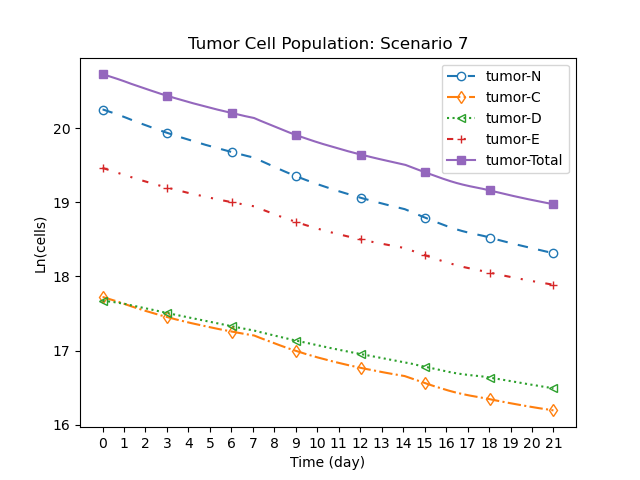 Tumor Cell Population: Scenario 7
tumor-N
tumor-C
tumor-D
tumor-E
tumor-Total
Ln(cells)
20
19
18
17
16
0 1 2 3 4 5 6 7 8 9 10 11 12 13 14 15 16 17 18 19 20 21
Time (day)